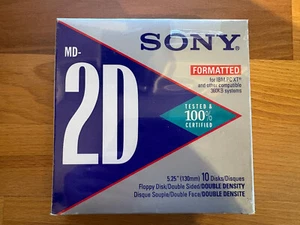 SONY
MD-
2D
FORMATTED
for IBM PC XT®
and other compatible
360KB systems
TESTED &
100%
CERTIFIED
5.25" (130mm) 10 Disks/Disques
Floppy Disk/Double Sided/DOUBLE DENSITY
Disque Souple/Double Face/DOUBLE DENSITE